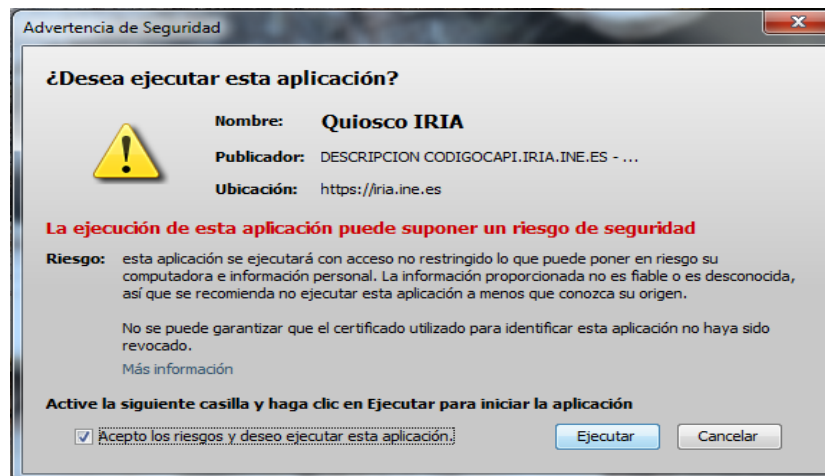 Advertencia de Seguridad
¿Desea ejecutar esta aplicación?
Nombre: Quiosco IRIA
Publicador: DESCRIPCION CODIGOCAPI.IRIA.INE.ES - ...
Ubicación: https://iria.ine.es
La ejecución de esta aplicación puede suponer un riesgo de seguridad
Riesgo: esta aplicación se ejecutará con acceso no restringido lo que puede poner en riesgo su
computadora e información personal. La información proporcionada no es fiable o es desconocida,
así que se recomienda no ejecutar esta aplicación a menos que conozca su origen.
No se puede garantizar que el certificado utilizado para identificar esta aplicación no haya sido
revocado.
Más información
Active la siguiente casilla y haga clic en Ejecutar para iniciar la aplicación
Acepto los riesgos y deseo ejecutar esta aplicación. Ejecutar Cancelar